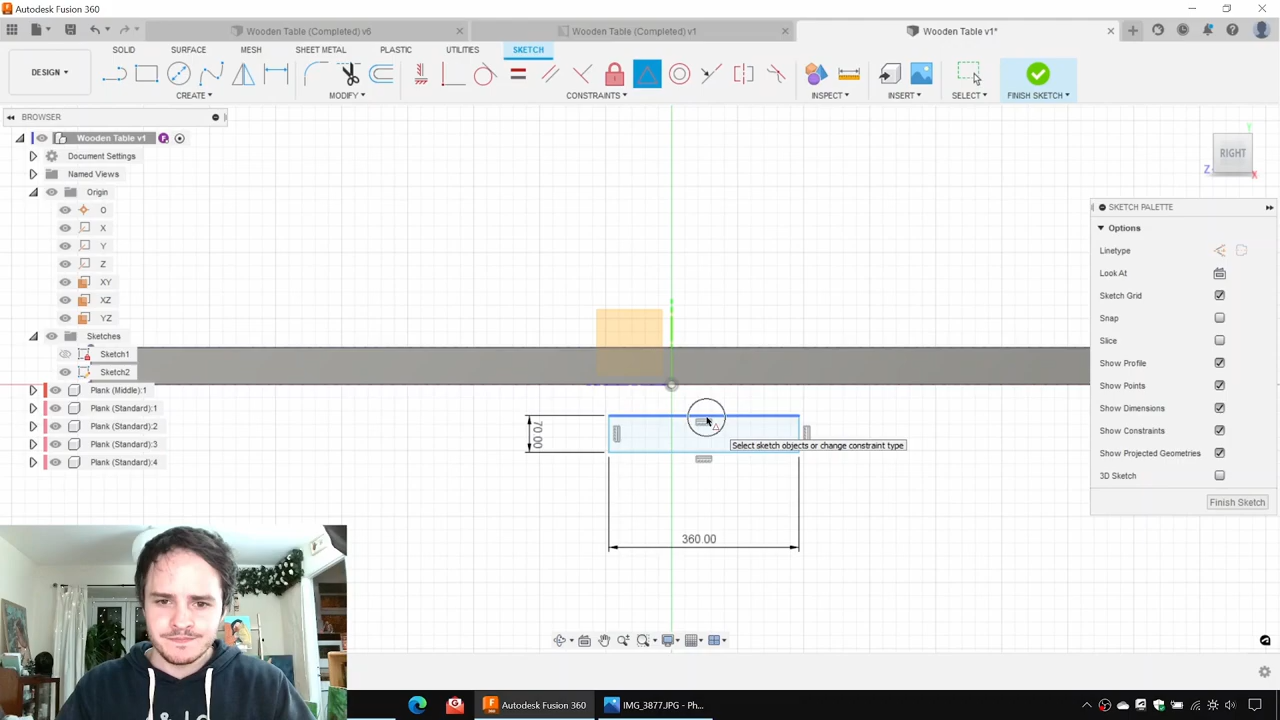 Autodesk Fusion 360
Wooden Table (Completed) v6
Wooden Table (Completed) v1
Wooden Table v1*
SOLID
SURFACE
MESH
SHEET METAL
PLASTIC
UTILITIES
SKETCH
DESIGN
CREATE
MODIFY
CONSTRAINTS
INSPECT
INSERT
SELECT
FINISH SKETCH
BROWSER
Wooden Table v1
Document Settings
Named Views
Origin
O
X
Y
Z
XY
XZ
YZ
Sketches
Sketch1
Sketch2
Plank (Middle):1
Plank (Standard):1
Plank (Standard):2
Plank (Standard):3
Plank (Standard):4
Y
RIGHT
Z
X
SKETCH PALETTE
Options
Linetype
Look At
Sketch Grid
Snap
Slice
Show Profile
Show Points
Show Dimensions
Show Constraints
Show Projected Geometries
3D Sketch
Finish Sketch
70.00
Select sketch objects or change constraint type
360.00
Autodesk Fusion 360
IMG_3877.JPG - Ph...